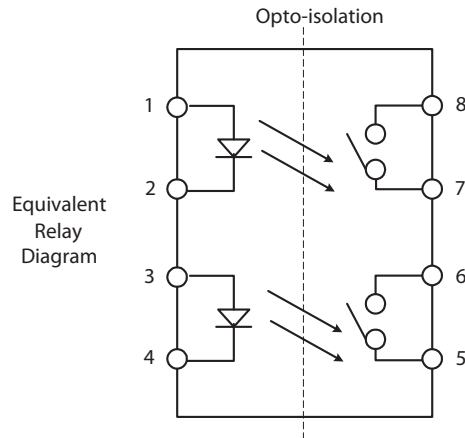 Opto-isolation
1
8
2
7
Equivalent
Relay
Diagram
3
6
4
5